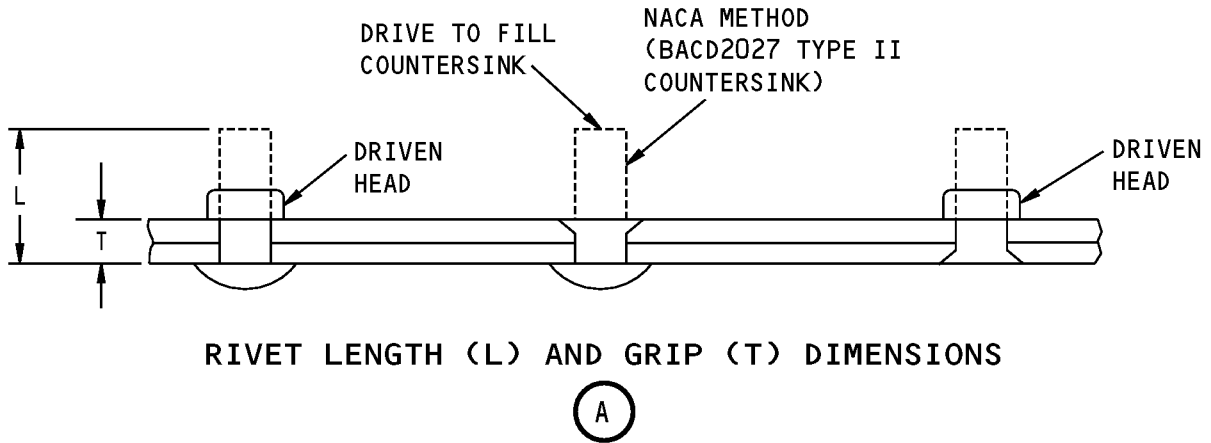 DRIVE TO FILL
COUNTERSINK
NACA METHOD
(BACD2027 TYPE II
COUNTERSINK)
DRIVEN
HEAD
DRIVEN
HEAD
L
T
RIVET LENGTH (L) AND GRIP (T) DIMENSIONS
A